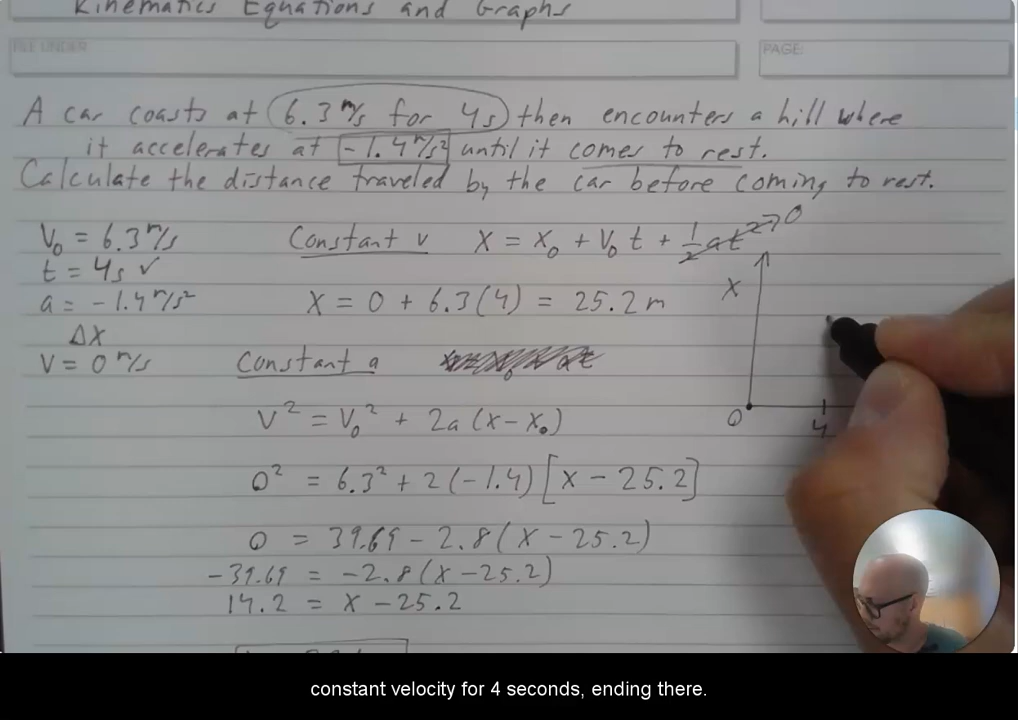 Kinematics Equations and Graphs
FILE UNDER
PAGE:
A car coasts at 6.3 m/s for 4s then encounters a hill where
it accelerates at -1.4 m/s² until it comes to rest.
Calculate the distance traveled by the car before coming to rest.
V₀ = 6.3 m/s
t = 4s ✓
a = -1.4 m/s²
ΔX
V = 0 m/s
Constant v X = X₀ + V₀ t + ½at² → 0
X = 0 + 6.3(4) = 25.2 m
Constant a
V² = V₀² + 2a (x - x₀)
0² = 6.3² + 2(-1.4) [x - 25.2]
0 = 39.69 - 2.8(x - 25.2)
-39.69 = -2.8(x - 25.2)
14.2 = x - 25.2
X
0
4
constant velocity for 4 seconds, ending there.